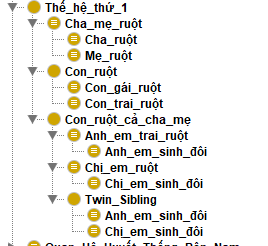 Thế_hệ_thứ_1
Cha_mẹ_ruột
Cha_ruột
Mẹ_ruột
Con_ruột
Con_gái_ruột
Con_trai_ruột
Con_ruột_cả_cha_mẹ
Anh_em_trai_ruột
Anh_em_sinh_đôi
Chị_em_ruột
Chị_em_sinh_đôi
Twin_Sibling
Anh_em_sinh_đôi
Chị_em_sinh_đôi